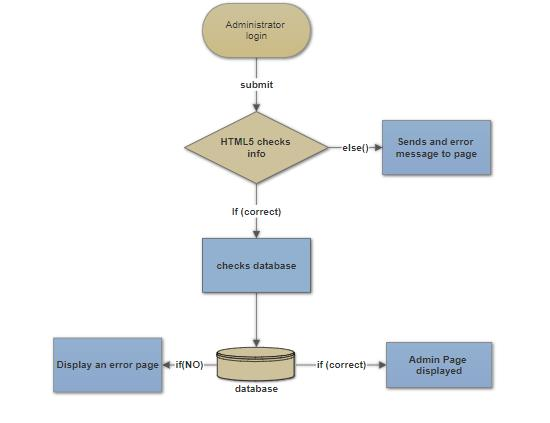 Administrator
login
submit
HTML5 checks
info
else()
Sends and error
message to page
If (correct)
checks database
Display an error page
if(NO)
if (correct)
Admin Page
displayed
database